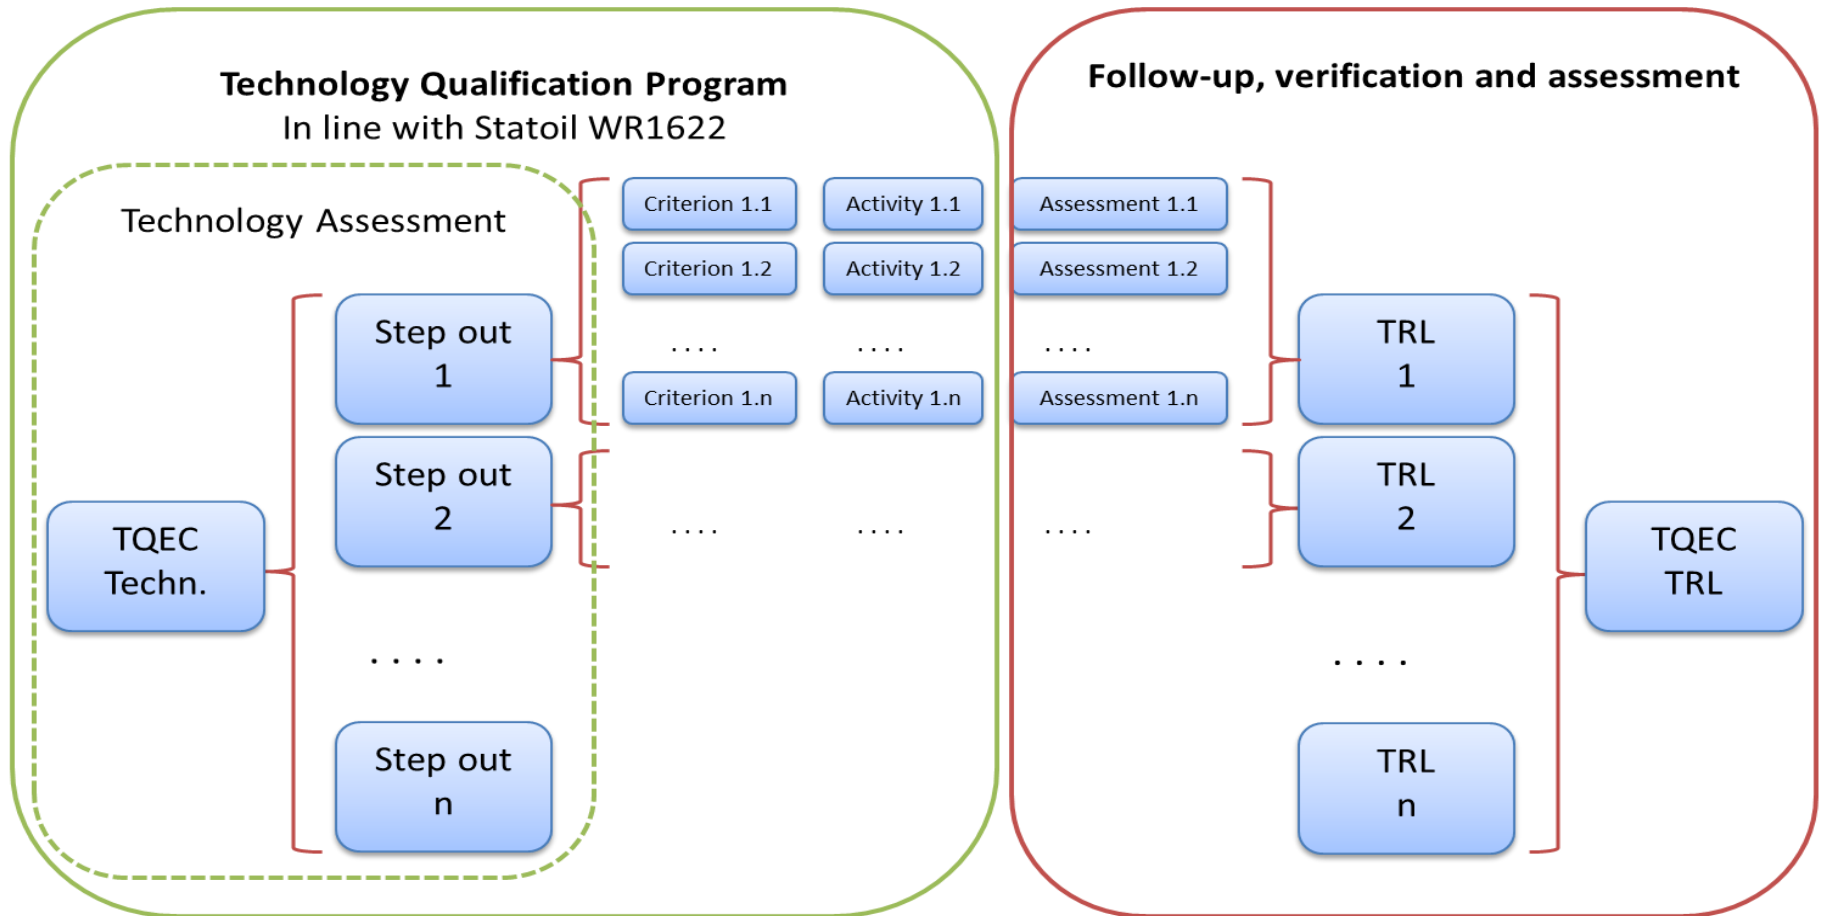 Technology Qualification Program
In line with Statoil WR1622
Follow-up, verification and assessment
Technology Assessment
Criterion 1.1
Activity 1.1
Assessment 1.1
Criterion 1.2
Activity 1.2
Assessment 1.2
Step out
1
. . . .
. . . .
. . . .
TRL
1
Criterion 1.n
Activity 1.n
Assessment 1.n
Step out
2
. . . .
. . . .
. . . .
TRL
2
TQEC
Techn.
TQEC
TRL
. . . .
. . . .
Step out
n
TRL
n